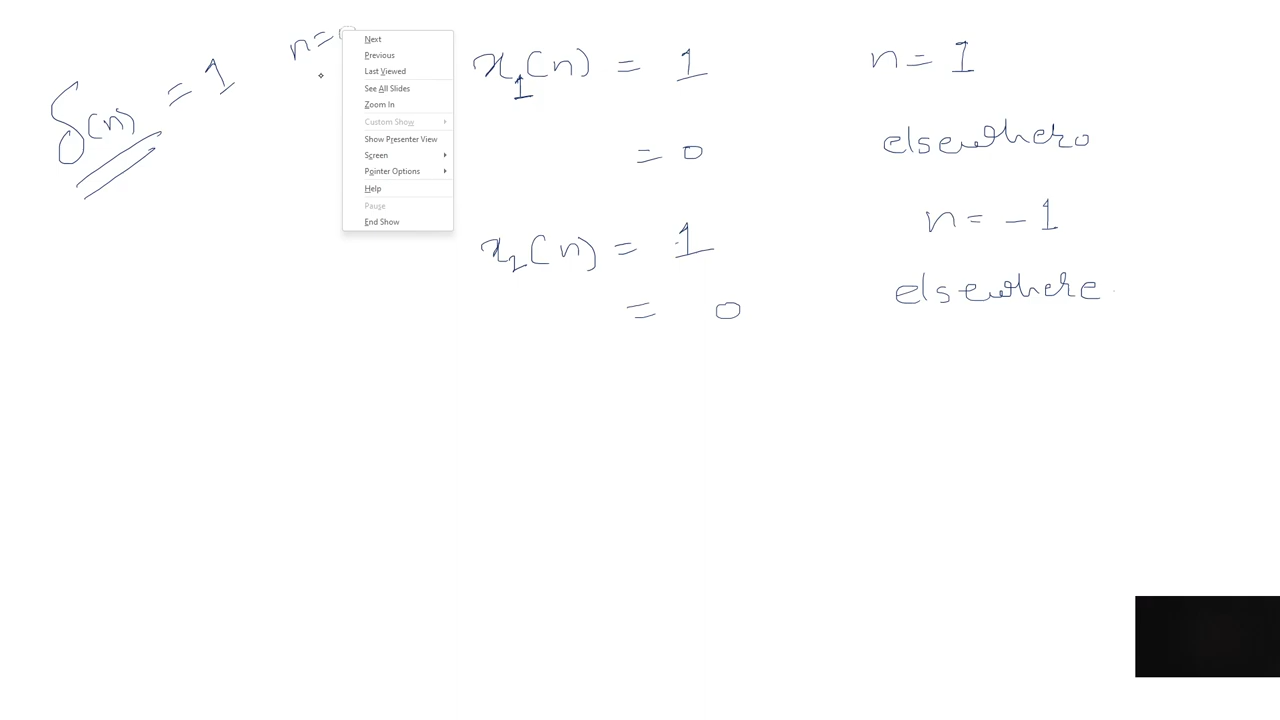 δ(n) = 1 n=
x1(n) = 1 n = 1
= 0 elsewhero
x2(n) = 1 n = -1
= 0 elsewhere
Next
Previous
Last Viewed
See All Slides
Zoom In
Custom Show
Show Presenter View
Screen
Pointer Options
Help
Pause
End Show